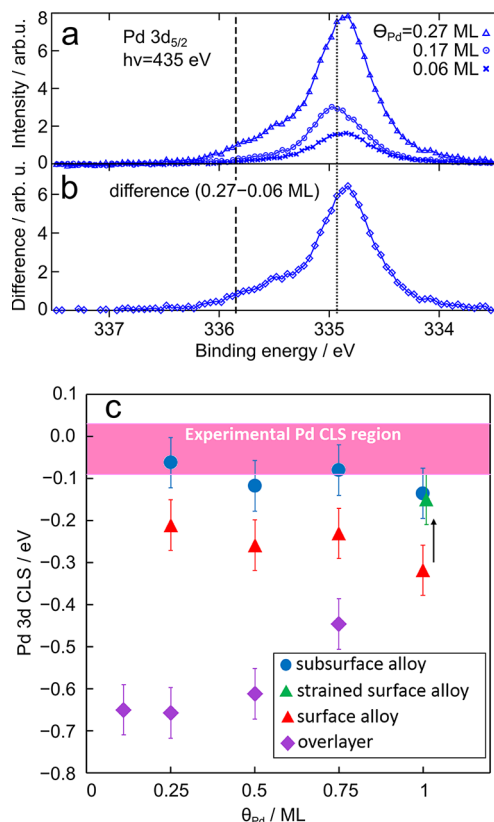 a
Pd 3d5/2
hν=435 eV
ΘPd=0.27 ML
0.17 ML
0.06 ML
Intensity / arb.u.
8
6
4
2
0
b
difference (0.27−0.06 ML)
Difference / arb. u.
6
4
2
0
337
336
335
334
Binding energy / eV
c
Experimental Pd CLS region
Pd 3d CLS / eV
0.1
0.0
−0.1
−0.2
−0.3
−0.4
−0.5
−0.6
−0.7
−0.8
subsurface alloy
strained surface alloy
surface alloy
overlayer
0
0.25
0.5
0.75
1
θPd / ML